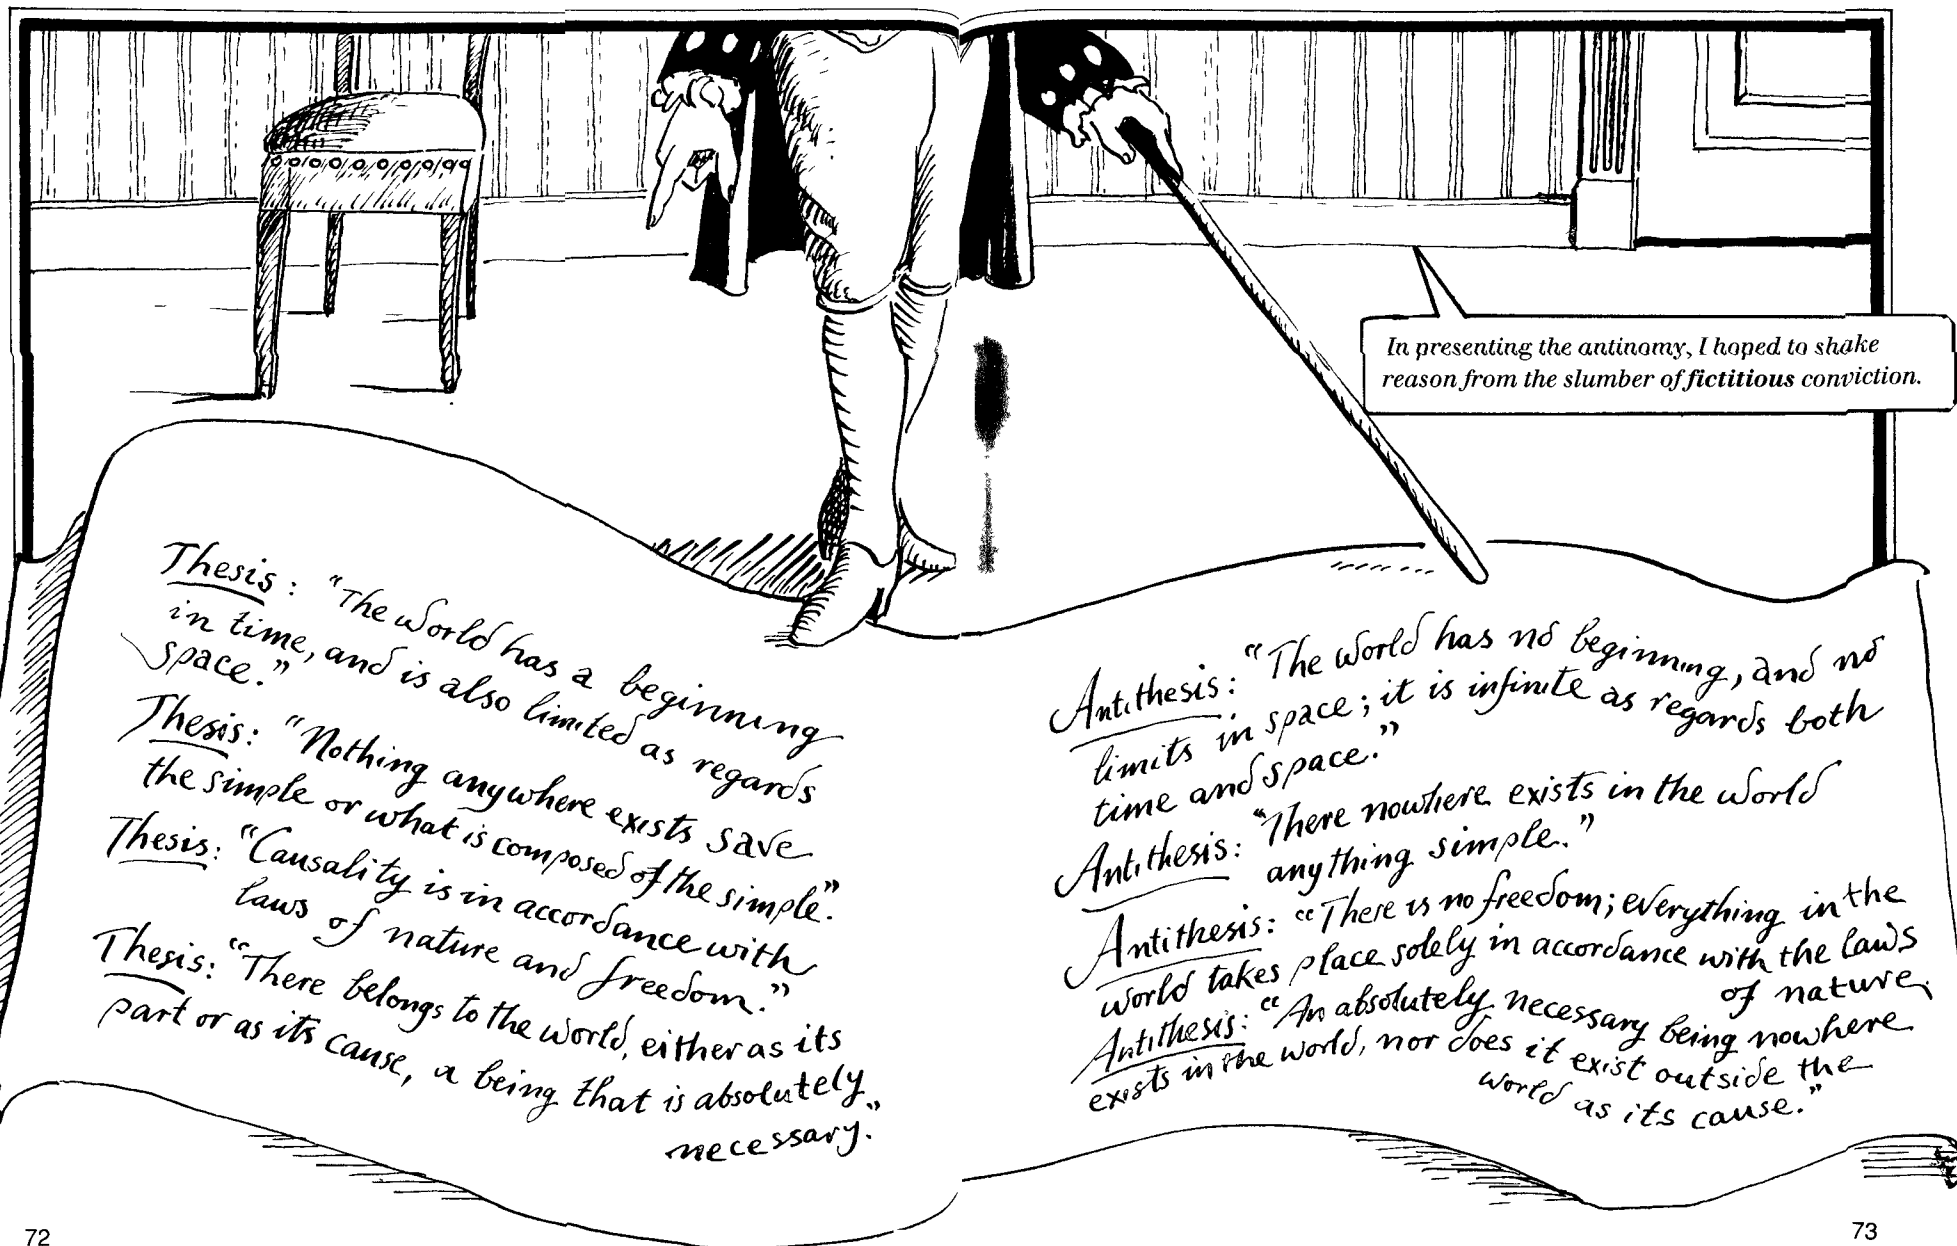 In presenting the antinomy, I hoped to shake
reason from the slumber of fictitious conviction.
Thesis: "The world has a beginning
in time, and is also limited as regards
space."
Thesis: "Nothing anywhere exists save
the simple or what is composed of the simple".
Thesis: "Causality is in accordance with
laws of nature and freedom."
Thesis: "There belongs to the world, either as its
part or as its cause, a being that is absolutely
necessary."
Antithesis: "The world has no beginning, and no
limits in space; it is infinite as regards both
time and space."
Antithesis: "There nowhere exists in the world
anything simple."
Antithesis: "There is no freedom; everything in the
world takes place solely in accordance with the laws
of nature.
Antithesis: "An absolutely necessary being nowhere
exists in the world, nor does it exist outside the
world as its cause."
72
73